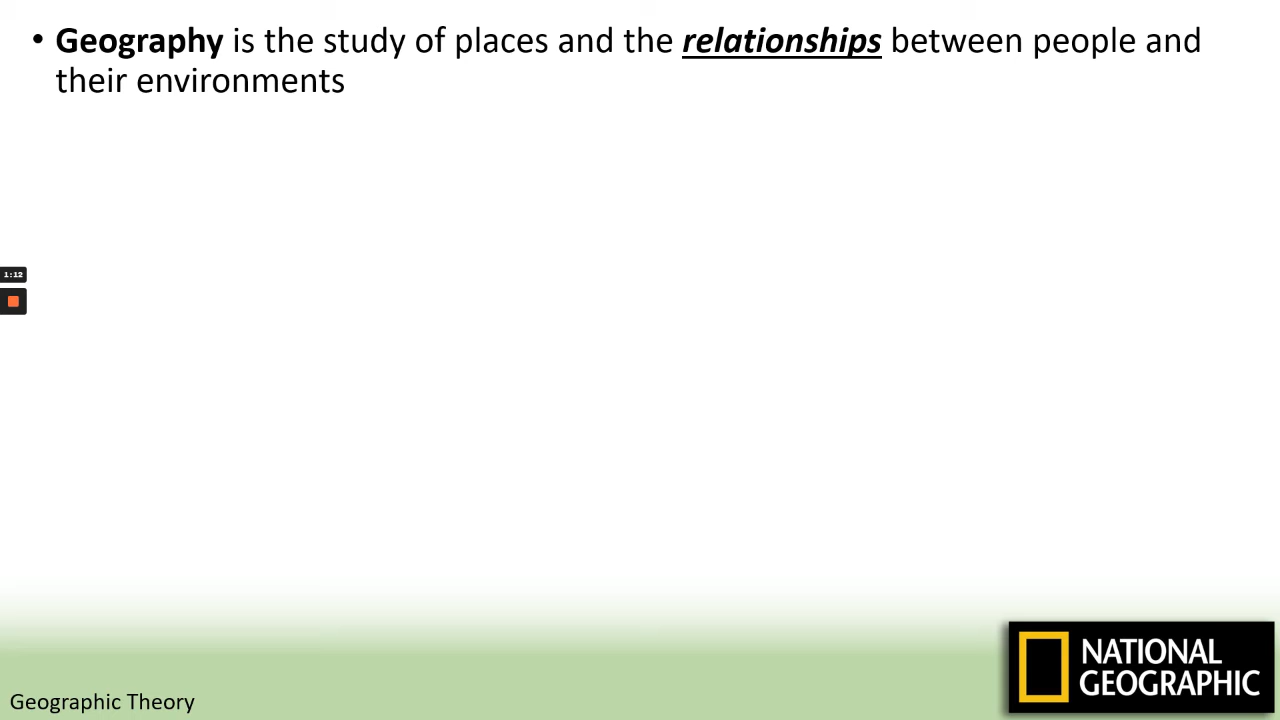 • Geography is the study of places and the relationships between people and
their environments
1:12
NATIONAL
GEOGRAPHIC
Geographic Theory